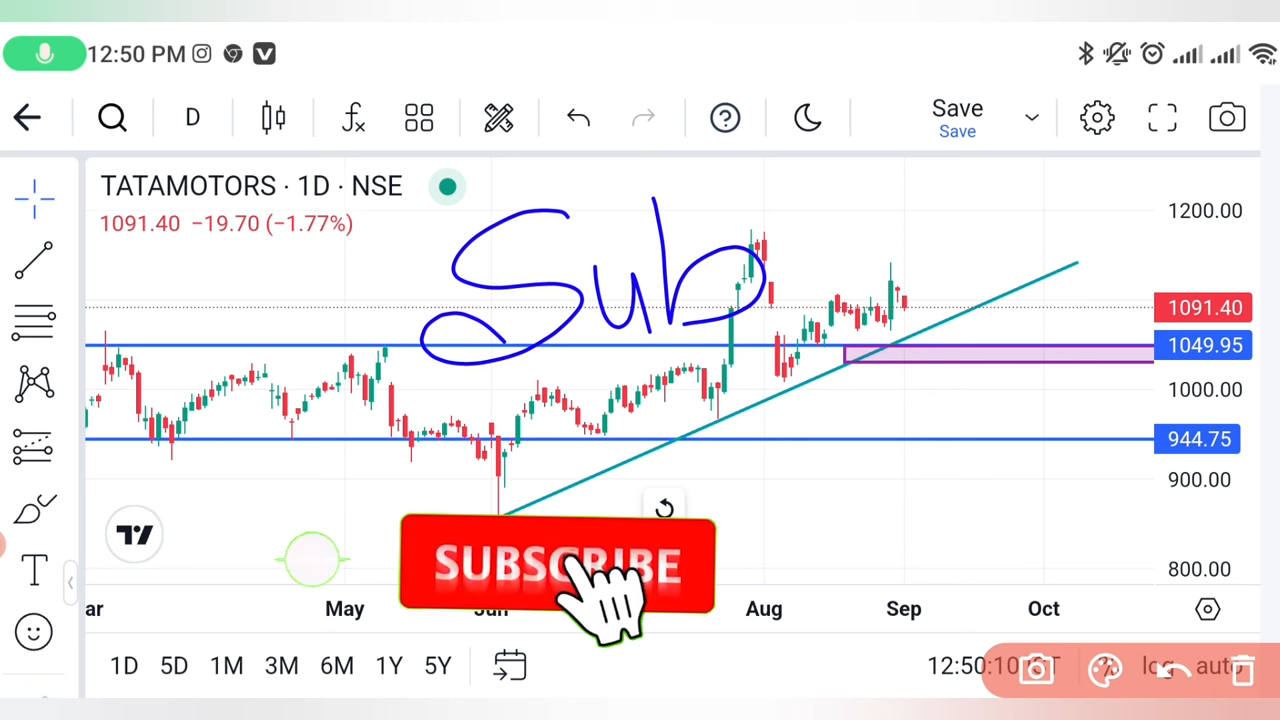 12:50 PM
D
Save
Save
TATAMOTORS · 1D · NSE
1091.40 −19.70 (−1.77%)
Sub
1200.00
1091.40
1049.95
1000.00
944.75
900.00
800.00
SUBSCRIBE
May
Aug
Sep
Oct
1D 5D 1M 3M 6M 1Y 5Y
12:50:10
log
auto